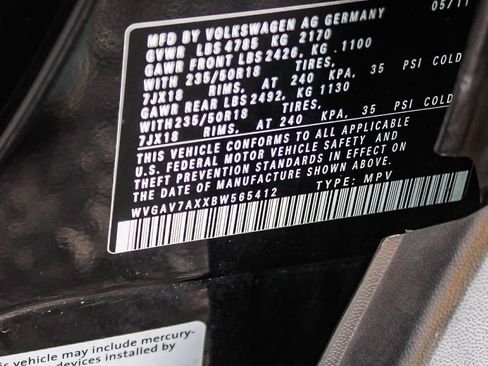 05/11
MFD BY VOLKSWAGEN AG GERMANY
GVWR LBS 4785 KG 2170
GAWR FRONT LBS 2426, KG .1100
WITH 235/50R18 TIRES,
7JX18 RIMS, AT 240 KPA, 35 PSI COLD
GAWR REAR LBS 2492, KG 1130
WITH 235/50R18 TIRES,
7JX18 RIMS, AT 240 KPA, 35 PSI COLD
THIS VEHICLE CONFORMS TO ALL APPLICABLE
U.S. FEDERAL MOTOR VEHICLE SAFETY AND
THEFT PREVENTION STANDARDS IN EFFECT ON
THE DATE OF MANUFACTURE SHOWN ABOVE.
WVGAV7AXXBW565412 TYPE: MPV
s vehicle may include mercury-
devices installed by